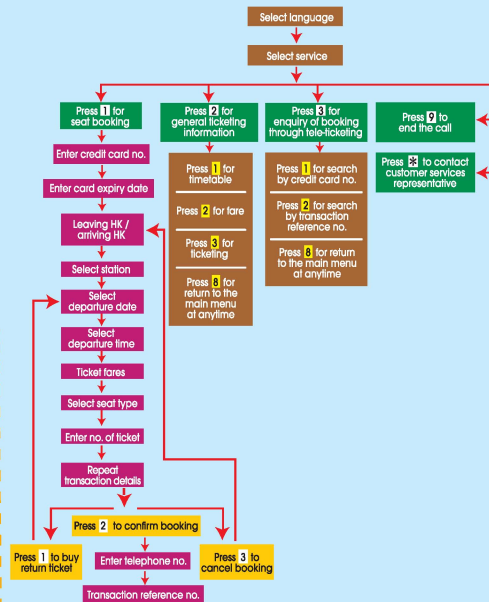 Select language
Select service
Press 1 for
seat booking
Enter credit card no.
Enter card expiry date
Leaving HK /
arriving HK
Select station
Select
departure date
Select
departure time
Ticket fares
Select seat type
Enter no. of ticket
Repeat
transaction details
Press 1 to buy
return ticket
Press 2 to confirm booking
Enter telephone no.
Transaction reference no.
Press 3 to
cancel booking
Press 2 for
general ticketing
information
Press 1 for
timetable
Press 2 for fare
Press 3 for
ticketing
Press 8 for
return to the
main menu
at anytime
Press 3 for
enquiry of booking
through tele-ticketing
Press 1 for search
by credit card no.
Press 2 for search
by transaction
reference no.
Press 8 for return
to the main menu
at anytime
Press 9 to
end the call
Press * to contact
customer services
representative